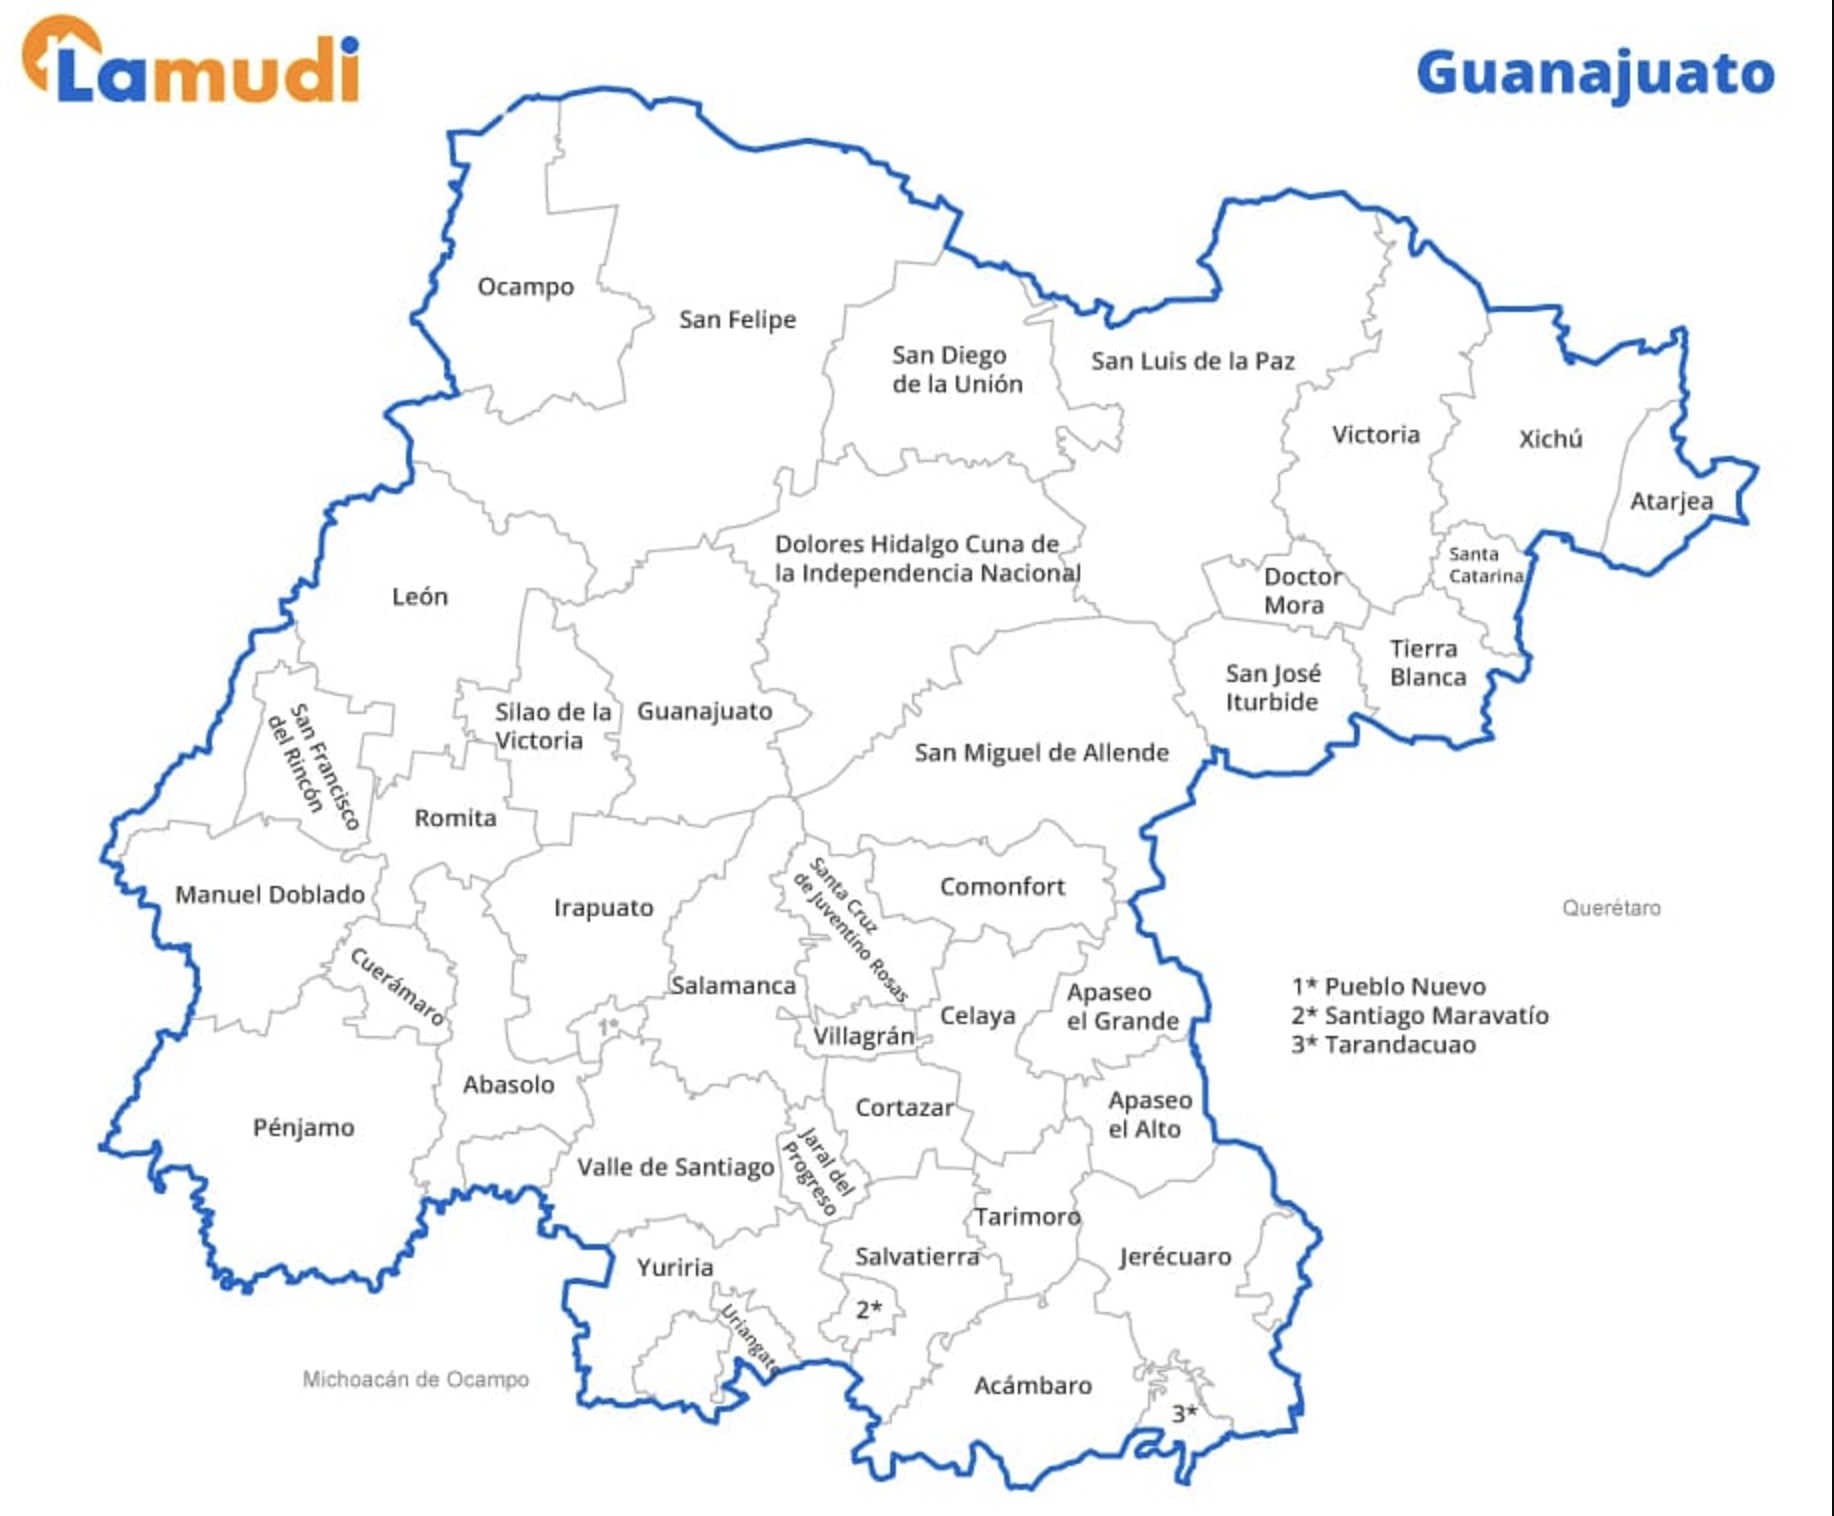 Lamudi
Guanajuato
Ocampo
San Felipe
San Diego
de la Unión
San Luis de la Paz
Victoria
Xichú
Atarjea
Santa
Catarina
Dolores Hidalgo Cuna de
la Independencia Nacional
Doctor
Mora
León
Tierra
Blanca
San José
Iturbide
San Francisco
del Rincón
Silao de la
Victoria
Guanajuato
San Miguel de Allende
Romita
Manuel Doblado
Irapuato
Santa Cruz
de Juventino Rosas
Comonfort
Querétaro
Cuerámaro
Salamanca
Celaya
Apaseo
el Grande
1* Pueblo Nuevo
2* Santiago Maravatío
3* Tarandacuao
1*
Villagrán
Abasolo
Cortazar
Apaseo
el Alto
Pénjamo
Valle de Santiago
Jaral del
Progreso
Tarimoro
Yuriria
Salvatierra
Jerécuaro
2*
Uriangato
Michoacán de Ocampo
Acámbaro
3*